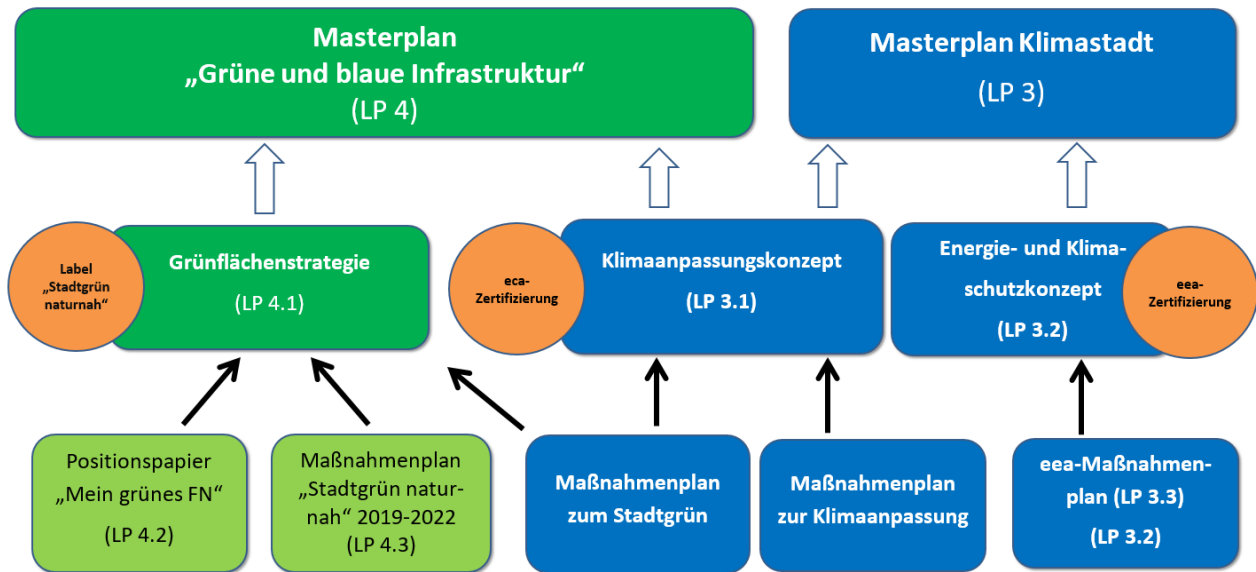 Masterplan
„Grüne und blaue Infrastruktur“
(LP 4)
Masterplan Klimastadt
(LP 3)
Label
„Stadtgrün
naturnah“
Grünflächenstrategie
(LP 4.1)
eca-
Zertifizierung
Klimaanpassungskonzept
(LP 3.1)
Energie- und Klima-
schutzkonzept
(LP 3.2)
eea-
Zertifizierung
Positionspapier
„Mein grünes FN“
(LP 4.2)
Maßnahmenplan
„Stadtgrün natur-
nah“ 2019-2022
(LP 4.3)
Maßnahmenplan
zum Stadtgrün
Maßnahmenplan
zur Klimaanpassung
eea-Maßnahmen-
plan (LP 3.3)
(LP 3.2)